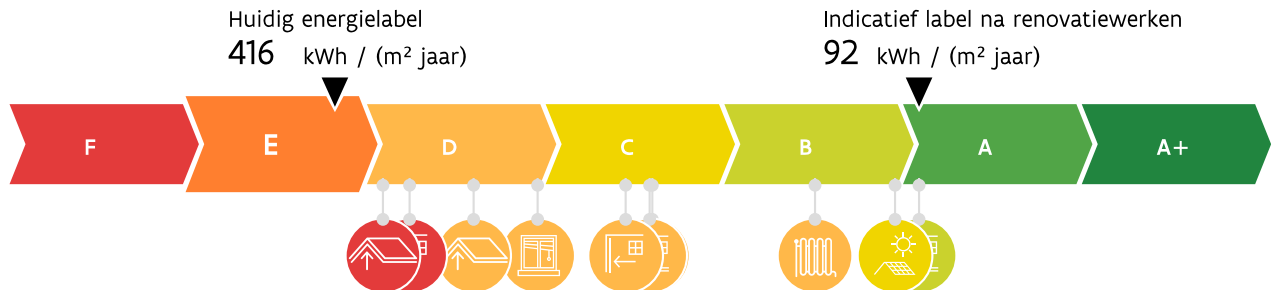 Huidig energielabel
416 kWh / (m² jaar)
Indicatief label na renovatiewerken
92 kWh / (m² jaar)
F E D C B A A+